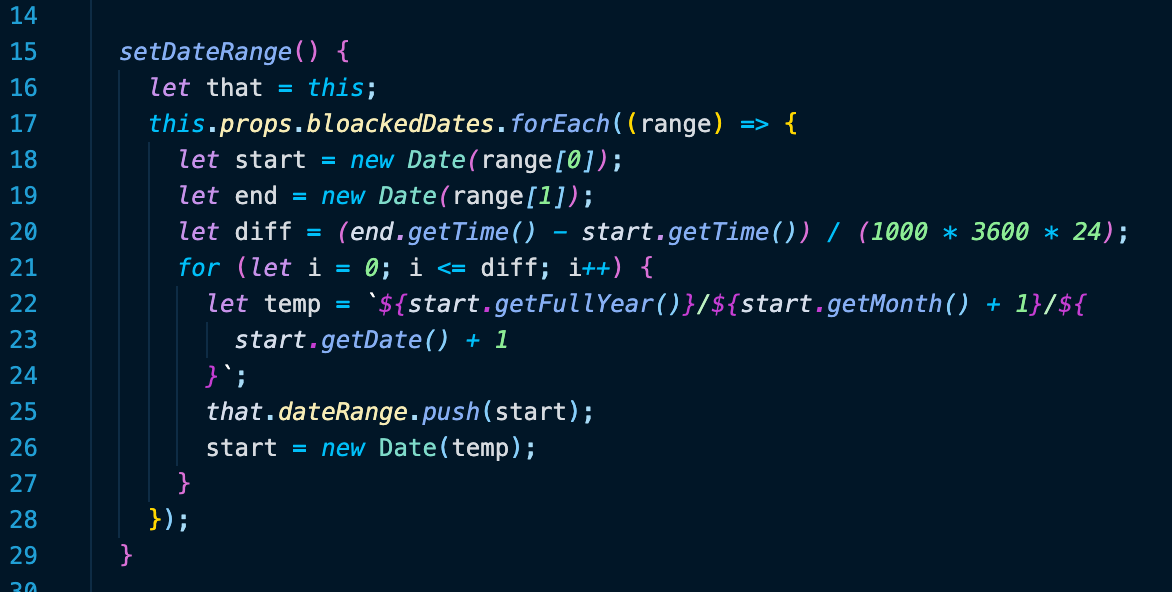 14
15 setDateRange() {
16 let that = this;
17 this.props.bloackedDates.forEach((range) => {
18 let start = new Date(range[0]);
19 let end = new Date(range[1]);
20 let diff = (end.getTime() - start.getTime()) / (1000 * 3600 * 24);
21 for (let i = 0; i <= diff; i++) {
22 let temp = `${start.getFullYear()}/${start.getMonth() + 1}/${
23 start.getDate() + 1
24 }`;
25 that.dateRange.push(start);
26 start = new Date(temp);
27 }
28 });
29 }
30